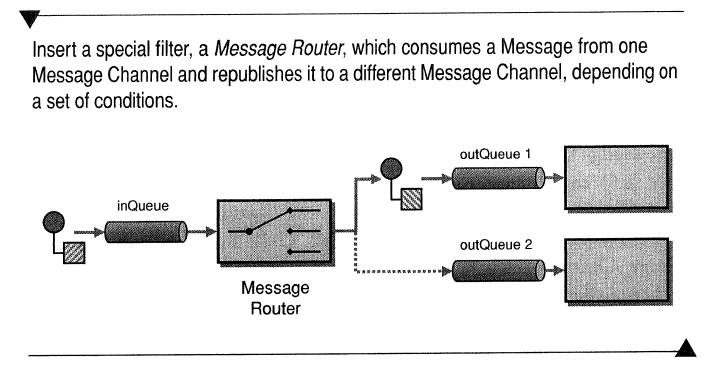 Insert a special filter, a Message Router, which consumes a Message from one
Message Channel and republishes it to a different Message Channel, depending on
a set of conditions.
outQueue 1
inQueue
outQueue 2
Message
Router